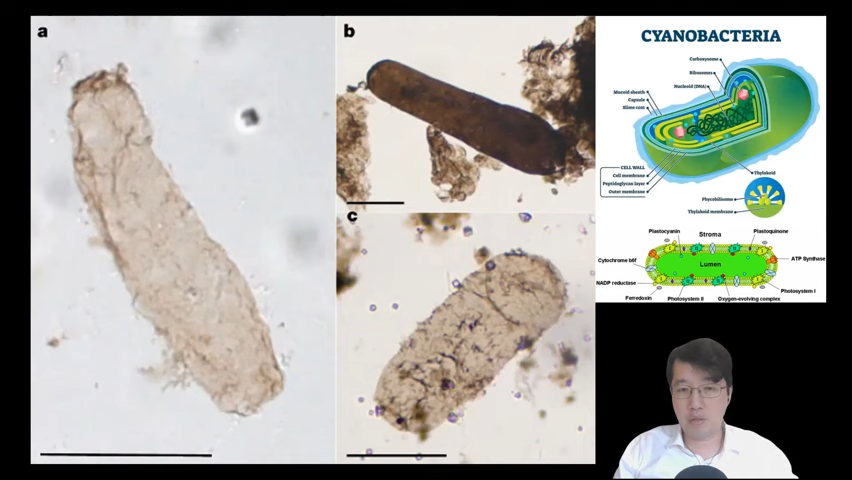 a
b
c
CYANOBACTERIA
Carboxysome
Ribosomes
Nucleoid (DNA)
Mucoid sheath
Capsule
Slime coat
CELL WALL
Cell membrane
Peptidoglycan layer
Outer membrane
Thylakoid
Phycobilisome
Thylakoid membrane
Plastocyanin
Stroma
Plastoquinone
Cytochrome b6f
Lumen
ATP Synthase
NADP reductase
Photosystem I
Ferredoxin
Photosystem II
Oxygen-evolving complex